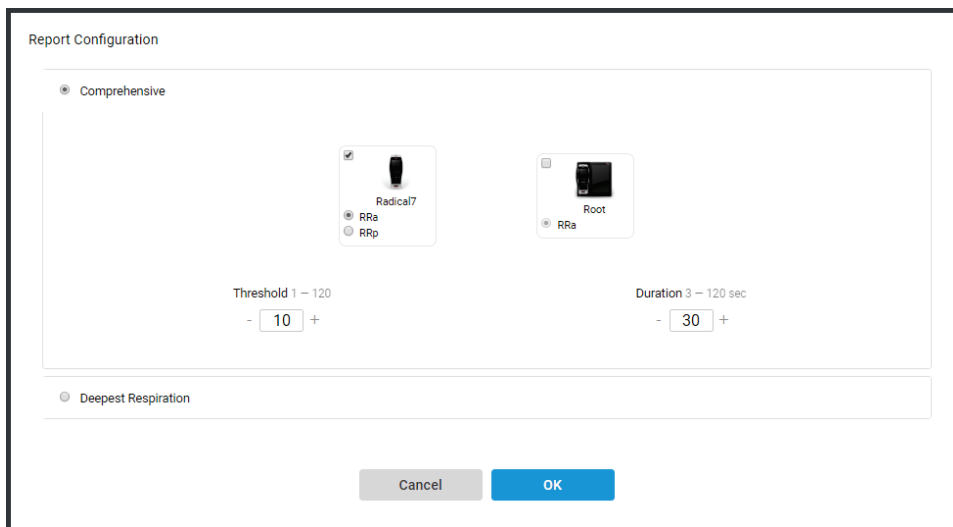 Report Configuration
Comprehensive
Radical7
RRa
RRp
Root
RRa
Threshold 1 — 120
- 10 +
Duration 3 — 120 sec
- 30 +
Deepest Respiration
Cancel
OK